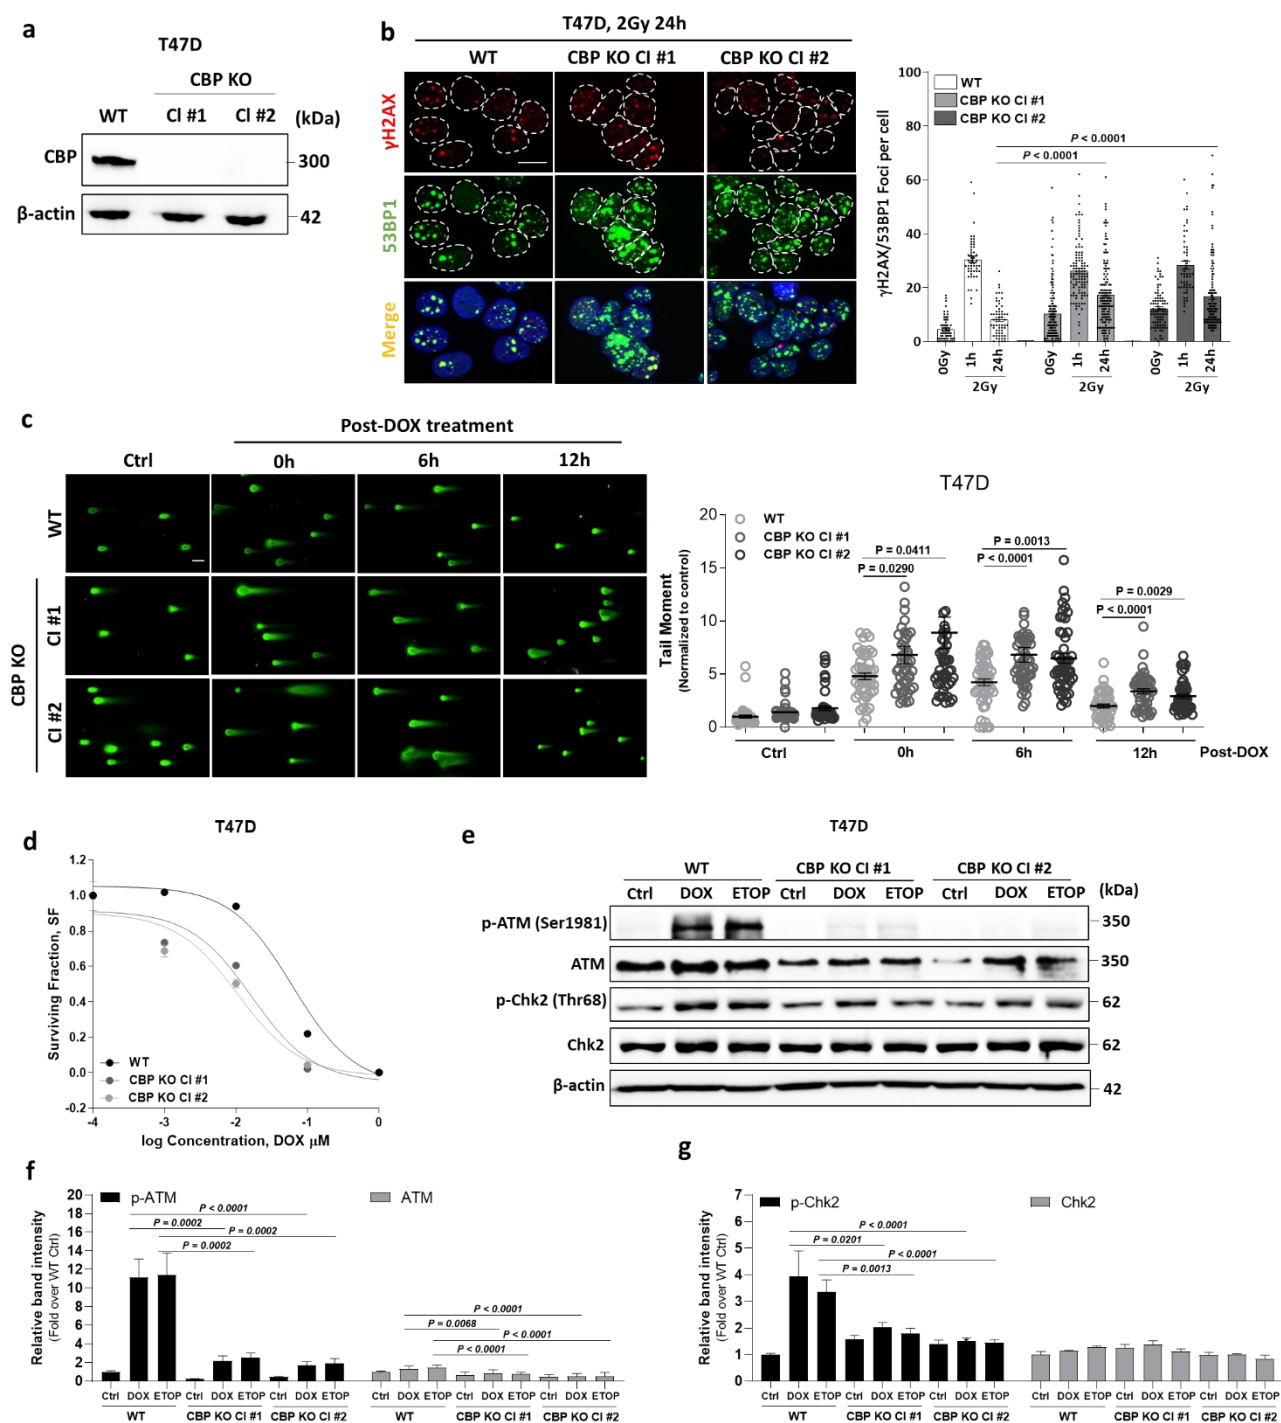 a
T47D
CBP KO
WT Cl #1 Cl #2 (kDa)
CBP 300
β-actin 42
b
T47D, 2Gy 24h
WT CBP KO Cl #1 CBP KO Cl #2
γH2AX
53BP1
Merge
γH2AX/53BP1 Foci per cell
100
80
60
40
20
0
WT
CBP KO Cl #1
CBP KO Cl #2
P < 0.0001
P < 0.0001
0Gy 1h 24h 0Gy 1h 24h 0Gy 1h 24h
2Gy 2Gy 2Gy
c
Post-DOX treatment
Ctrl 0h 6h 12h
WT
CBP KO
Cl #1
Cl #2
T47D
Tail Moment
(Normalized to control)
20
15
10
5
0
WT
CBP KO Cl #1
CBP KO Cl #2
P = 0.0411
P = 0.0290
P = 0.0013
P < 0.0001
P = 0.0029
P < 0.0001
Ctrl 0h 6h 12h Post-DOX
d
T47D
Surviving Fraction, SF
1.2
1.0
0.8
0.6
0.4
0.2
0.0
-0.2
WT
CBP KO Cl #1
CBP KO Cl #2
-4 -3 -2 -1 0
log Concentration, DOX μM
e
T47D
WT CBP KO Cl #1 CBP KO Cl #2
Ctrl DOX ETOP Ctrl DOX ETOP Ctrl DOX ETOP (kDa)
p-ATM (Ser1981) 350
ATM 350
p-Chk2 (Thr68) 62
Chk2 62
β-actin 42
f
Relative band intensity
(Fold over WT Ctrl)
20
18
16
14
12
10
8
6
4
2
0
p-ATM
ATM
P < 0.0001
P = 0.0002
P = 0.0002
P = 0.0002
P < 0.0001
P = 0.0068
P < 0.0001
P < 0.0001
Ctrl DOX ETOP Ctrl DOX ETOP Ctrl DOX ETOP Ctrl DOX ETOP Ctrl DOX ETOP Ctrl DOX ETOP
WT CBP KO Cl #1 CBP KO Cl #2 WT CBP KO Cl #1 CBP KO Cl #2
g
Relative band intensity
(Fold over WT Ctrl)
7
6
5
4
3
2
1
0
p-Chk2
Chk2
P < 0.0001
P = 0.0201
P < 0.0001
P = 0.0013
Ctrl DOX ETOP Ctrl DOX ETOP Ctrl DOX ETOP Ctrl DOX ETOP Ctrl DOX ETOP Ctrl DOX ETOP
WT CBP KO Cl #1 CBP KO Cl #2 WT CBP KO Cl #1 CBP KO Cl #2